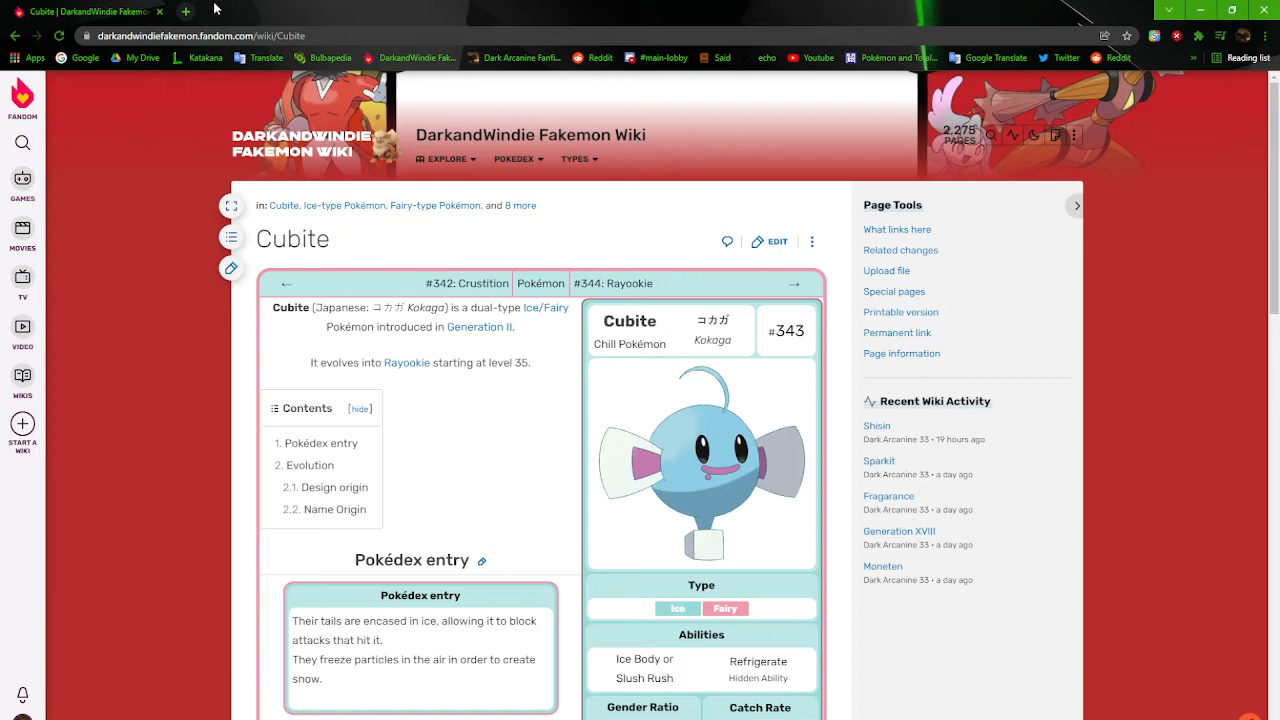 Cubite | DarkandWindie Fakemo
darkandwindiefakemon.fandom.com/wiki/Cubite
Apps
Google
My Drive
Katakana
Translate
Bulbapedia
DarkandWindie Fak...
Dark Arcanine Fanfi...
Reddit
#main-lobby
Said
echo
Youtube
Pokémon and Total...
Google Translate
Twitter
Reddit
»
Reading list
FANDOM
GAMES
MOVIES
TV
VIDEO
WIKIS
START A
WIKI
DARKANDWINDIE
FAKEMON WIKI
DarkandWindie Fakemon Wiki
EXPLORE
POKEDEX
TYPES
2,275
PAGES
in: Cubite, Ice-type Pokémon, Fairy-type Pokémon, and 8 more
Cubite
EDIT
← #342: Crustition Pokémon #344: Rayookie →
Cubite (Japanese: コカガ Kokaga) is a dual-type Ice/Fairy
Pokémon introduced in Generation II.
It evolves into Rayookie starting at level 35.
Contents [hide]
1. Pokédex entry
2. Evolution
2.1. Design origin
2.2. Name Origin
Pokédex entry
Pokédex entry
Their tails are encased in ice, allowing it to block
attacks that hit it.
They freeze particles in the air in order to create
snow.
Cubite
Chill Pokémon
コカガ
Kokaga
#343
Type
Ice Fairy
Abilities
Ice Body or
Slush Rush
Refrigerate
Hidden Ability
Gender Ratio
Catch Rate
Page Tools
What links here
Related changes
Upload file
Special pages
Printable version
Permanent link
Page information
Recent Wiki Activity
Shisin
Dark Arcanine 33 • 19 hours ago
Sparkit
Dark Arcanine 33 • a day ago
Fragarance
Dark Arcanine 33 • a day ago
Generation XVIII
Dark Arcanine 33 • a day ago
Moneten
Dark Arcanine 33 • a day ago